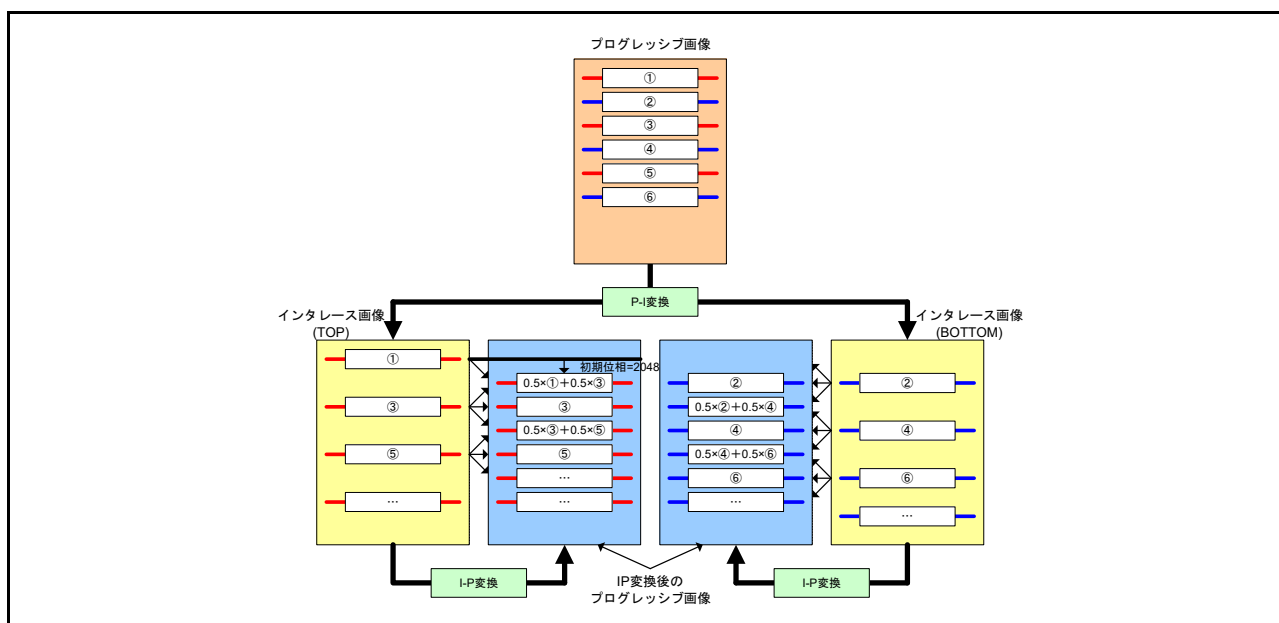 プログレッシブ画像
①
②
③
④
⑤
⑥
P-I変換
インタレース画像
(TOP)
インタレース画像
(BOTTOM)
①
③
⑤
…
初期位相=2048
0.5×①+0.5×③
③
0.5×③+0.5×⑤
⑤
…
…
②
0.5×②+0.5×④
④
0.5×④+0.5×⑥
⑥
…
②
④
⑥
…
I-P変換
IP変換後の
プログレッシブ画像
I-P変換